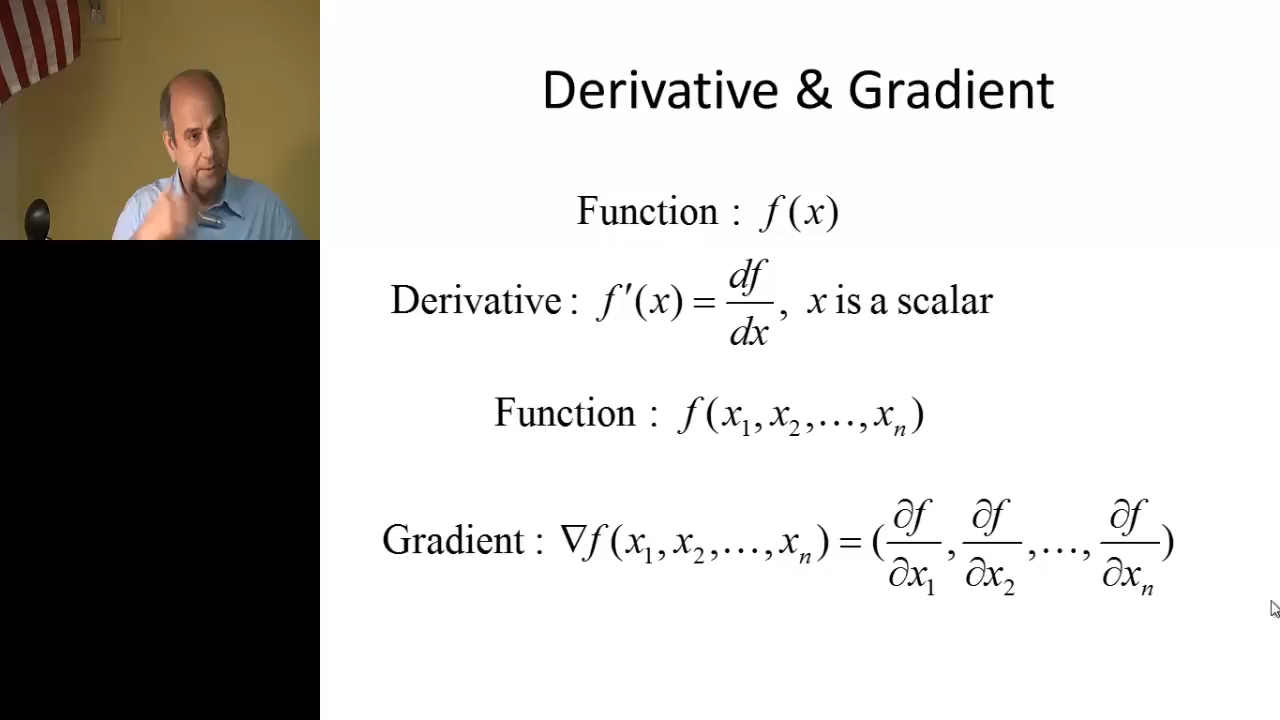 Derivative & Gradient
Function : f(x)
Derivative : f′(x) = df/dx, x is a scalar
Function : f(x₁, x₂, …, xₙ)
Gradient : ∇f(x₁, x₂, …, xₙ) = (∂f/∂x₁, ∂f/∂x₂, …, ∂f/∂xₙ)